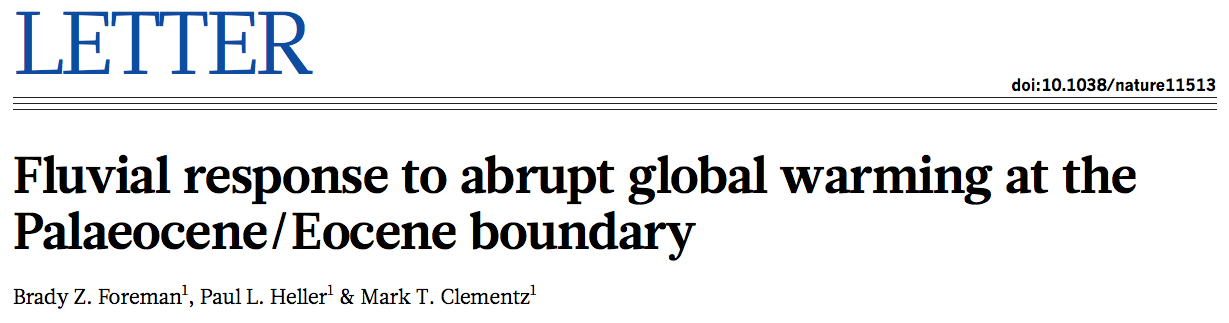 LETTER
doi:10.1038/nature11513
Fluvial response to abrupt global warming at the
Palaeocene/Eocene boundary
Brady Z. Foreman1, Paul L. Heller1 & Mark T. Clementz1